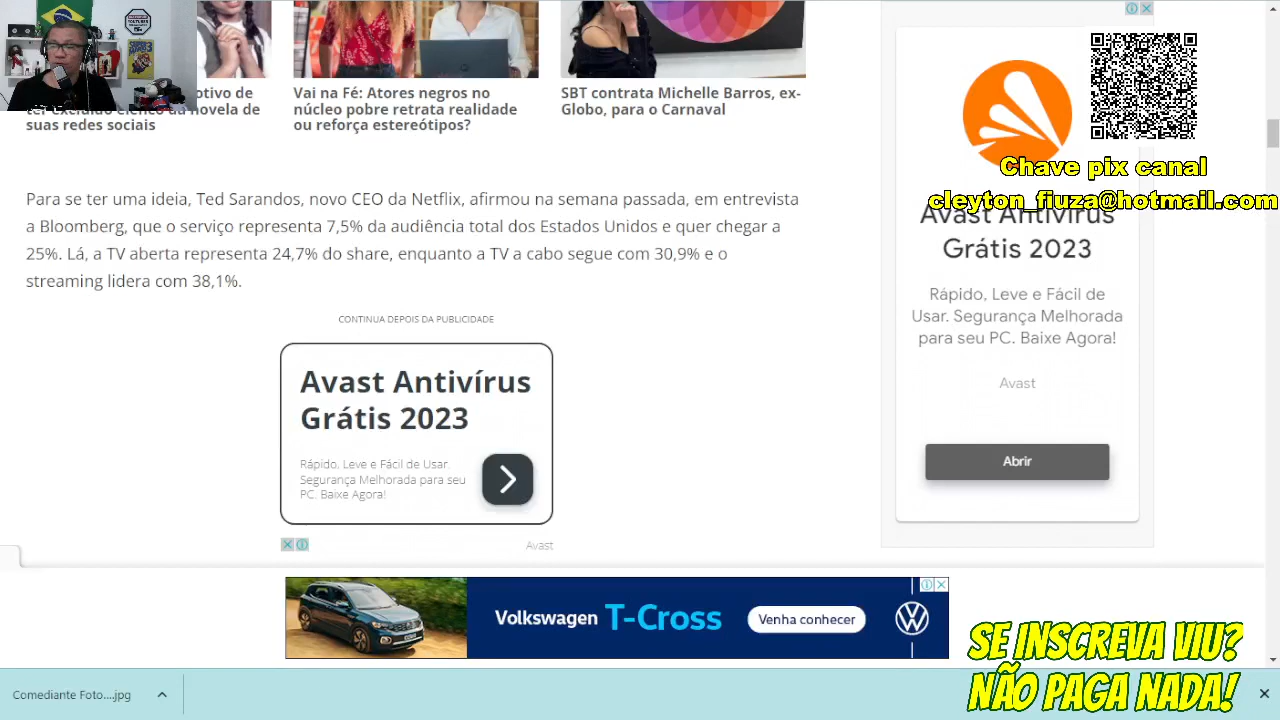 otivo de
ter excluído elenco da novela de
suas redes sociais
Vai na Fé: Atores negros no
núcleo pobre retrata realidade
ou reforça estereótipos?
SBT contrata Michelle Barros, ex-
Globo, para o Carnaval
Para se ter uma ideia, Ted Sarandos, novo CEO da Netflix, afirmou na semana passada, em entrevista
a Bloomberg, que o serviço representa 7,5% da audiência total dos Estados Unidos e quer chegar a
25%. Lá, a TV aberta representa 24,7% do share, enquanto a TV a cabo segue com 30,9% e o
streaming lidera com 38,1%.
CONTINUA DEPOIS DA PUBLICIDADE
Avast Antivírus
Grátis 2023
Rápido, Leve e Fácil de Usar.
Segurança Melhorada para seu
PC. Baixe Agora!
Avast
Chave pix canal
cleyton_fiuza@hotmail.com
Avast Antivírus
Grátis 2023
Rápido, Leve e Fácil de
Usar. Segurança Melhorada
para seu PC. Baixe Agora!
Avast
Abrir
Volkswagen T-Cross
Venha conhecer
SE INSCREVA VIU?
NÃO PAGA NADA!
Comediante Foto....jpg